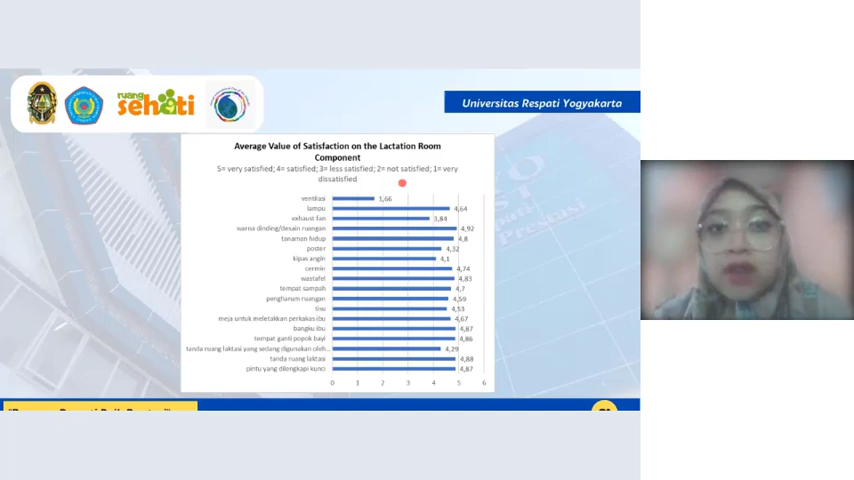 ruang
sehati
Universitas Respati Yogyakarta
Average Value of Satisfaction on the Lactation Room
Component
5= very satisfied; 4= satisfied; 3= less satisfied; 2= not satisfied; 1= very
dissatisfied
ventilasi 1,66
lampu 4,64
exhaust fan 3,84
warna dinding/desain ruangan 4,92
tanaman hidup 4,8
poster 4,32
kipas angin 4,1
cermin 4,74
wastafel 4,83
tempat sampah 4,7
pengharum ruangan 4,59
tisu 4,53
meja untuk meletakkan perkakas ibu 4,67
bangku ibu 4,87
tempat ganti popok bayi 4,86
tanda ruang laktasi yang sedang digunakan oleh... 4,29
tanda ruang laktasi 4,88
pintu yang dilengkapi kunci 4,87
0 1 2 3 4 5 6